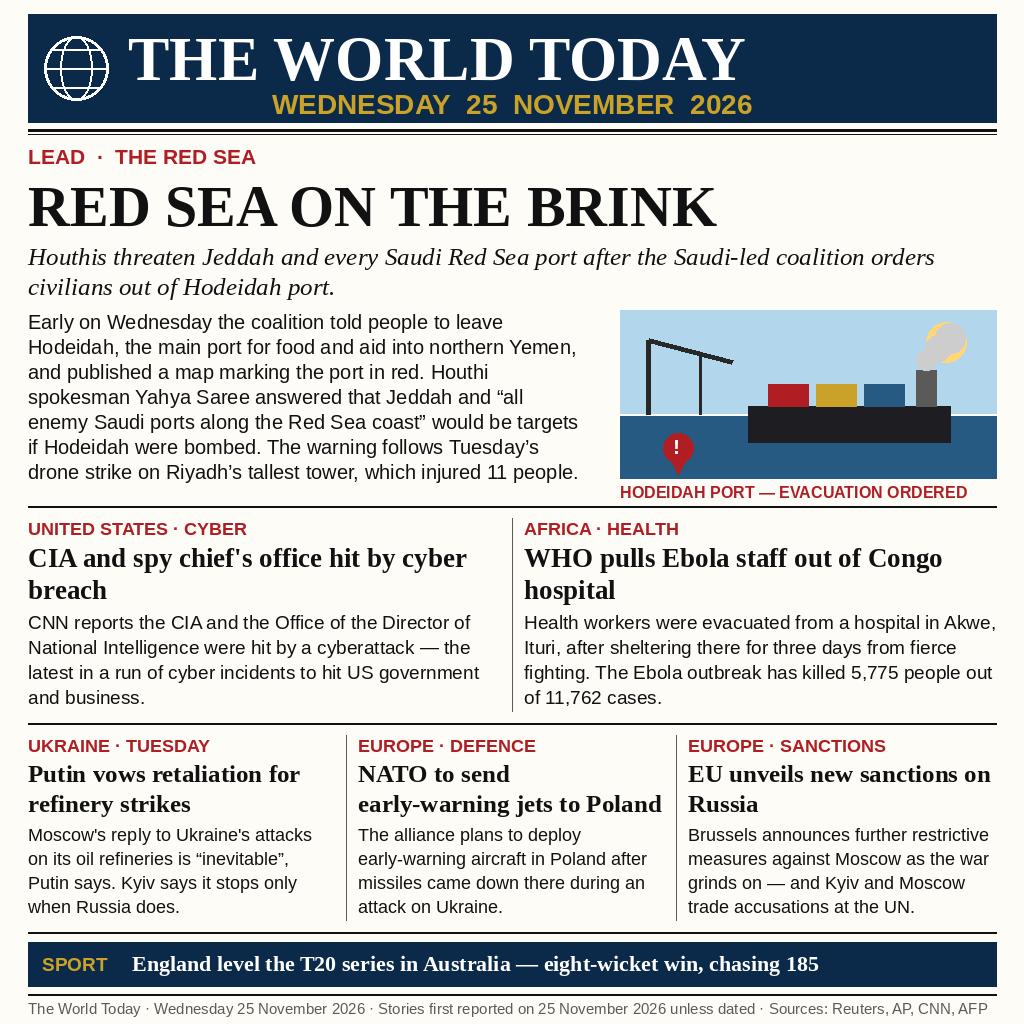 THE WORLD TODAY
WEDNESDAY 25 NOVEMBER 2026
LEAD · THE RED SEA
RED SEA ON THE BRINK
Houthis threaten Jeddah and every Saudi Red Sea port after the Saudi-led coalition orders
civilians out of Hodeidah port.
Early on Wednesday the coalition told people to leave
Hodeidah, the main port for food and aid into northern Yemen,
and published a map marking the port in red. Houthi
spokesman Yahya Saree answered that Jeddah and “all
enemy Saudi ports along the Red Sea coast” would be targets
if Hodeidah were bombed. The warning follows Tuesday’s
drone strike on Riyadh’s tallest tower, which injured 11 people.
!
HODEIDAH PORT — EVACUATION ORDERED
UNITED STATES · CYBER
CIA and spy chief's office hit by cyber
breach
CNN reports the CIA and the Office of the Director of
National Intelligence were hit by a cyberattack — the
latest in a run of cyber incidents to hit US government
and business.
AFRICA · HEALTH
WHO pulls Ebola staff out of Congo
hospital
Health workers were evacuated from a hospital in Akwe,
Ituri, after sheltering there for three days from fierce
fighting. The Ebola outbreak has killed 5,775 people out
of 11,762 cases.
UKRAINE · TUESDAY
Putin vows retaliation for
refinery strikes
Moscow's reply to Ukraine's attacks
on its oil refineries is “inevitable”,
Putin says. Kyiv says it stops only
when Russia does.
EUROPE · DEFENCE
NATO to send
early-warning jets to Poland
The alliance plans to deploy
early-warning aircraft in Poland after
missiles came down there during an
attack on Ukraine.
EUROPE · SANCTIONS
EU unveils new sanctions on
Russia
Brussels announces further restrictive
measures against Moscow as the war
grinds on — and Kyiv and Moscow
trade accusations at the UN.
SPORT England level the T20 series in Australia — eight-wicket win, chasing 185
The World Today · Wednesday 25 November 2026 · Stories first reported on 25 November 2026 unless dated · Sources: Reuters, AP, CNN, AFP